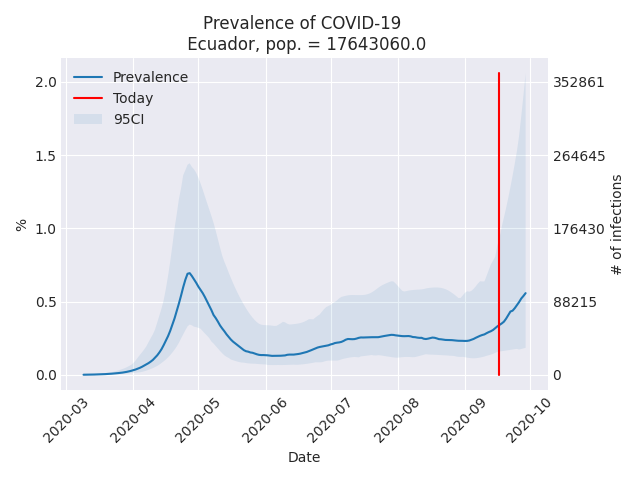 Prevalence of COVID-19
Ecuador, pop. = 17643060.0
Prevalence
Today
95CI
2.0
1.5
1.0
0.5
0.0
%
352861
264645
176430
88215
0
# of infections
2020-03
2020-04
2020-05
2020-06
2020-07
2020-08
2020-09
2020-10
Date